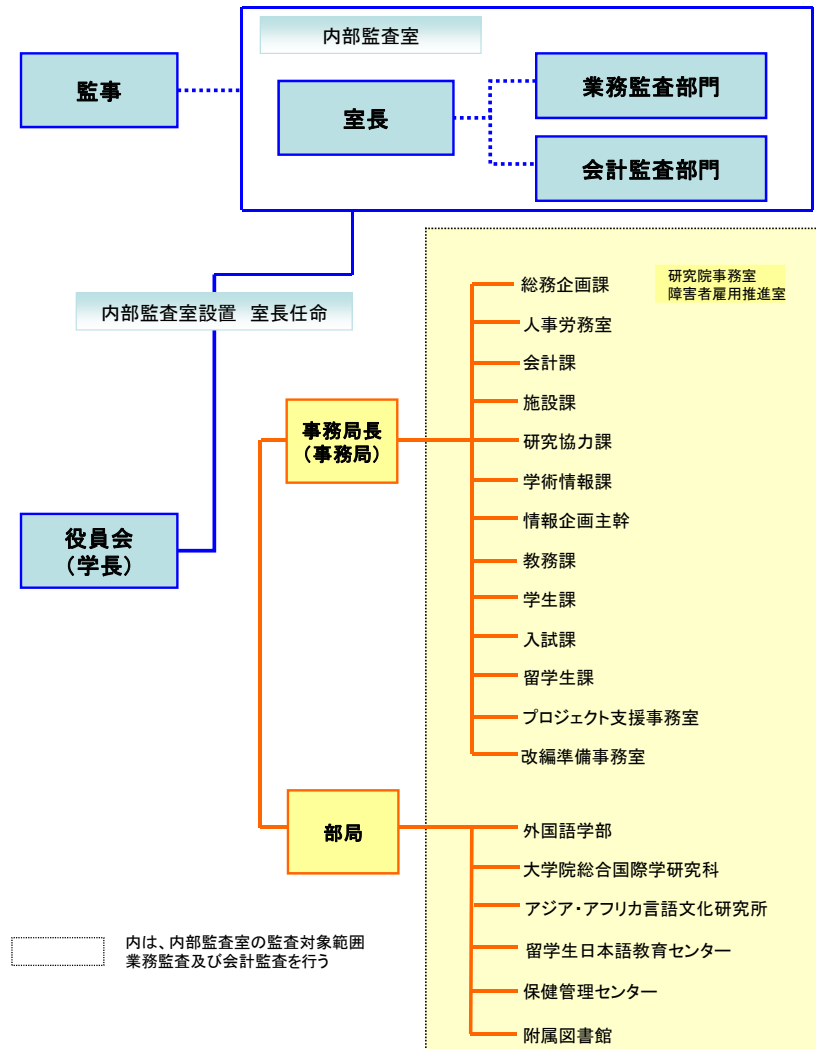 内部監査室
監事
室長
業務監査部門
会計監査部門
内部監査室設置　室長任命
役員会
（学長）
事務局長
（事務局）
総務企画課
研究院事務室
障害者雇用推進室
人事労務室
会計課
施設課
研究協力課
学術情報課
情報企画主幹
教務課
学生課
入試課
留学生課
プロジェクト支援事務室
改編準備事務室
部局
外国語学部
大学院総合国際学研究科
アジア・アフリカ言語文化研究所
留学生日本語教育センター
保健管理センター
附属図書館
内は、内部監査室の監査対象範囲
業務監査及び会計監査を行う